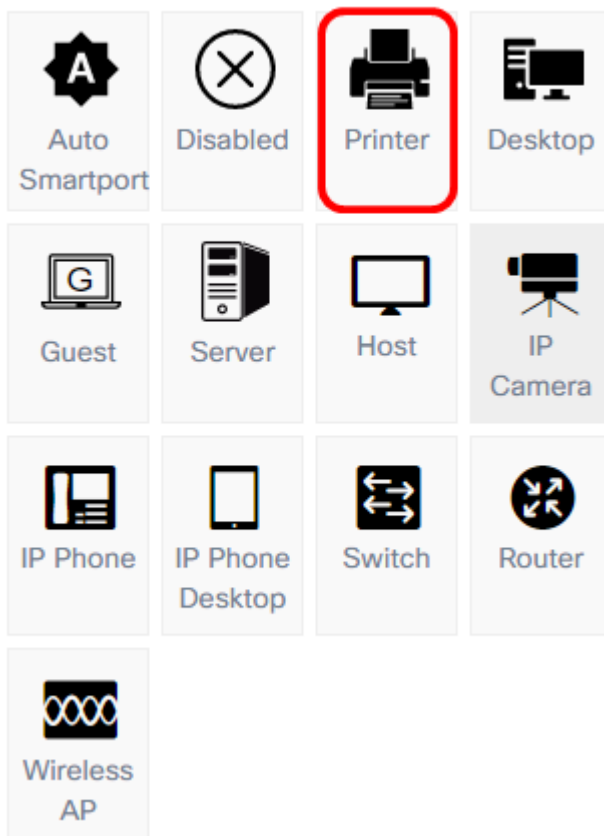 A
Auto
Smartport
Disabled
Printer
Desktop
G
Guest
Server
Host
IP
Camera
IP Phone
IP Phone
Desktop
Switch
Router
Wireless
AP